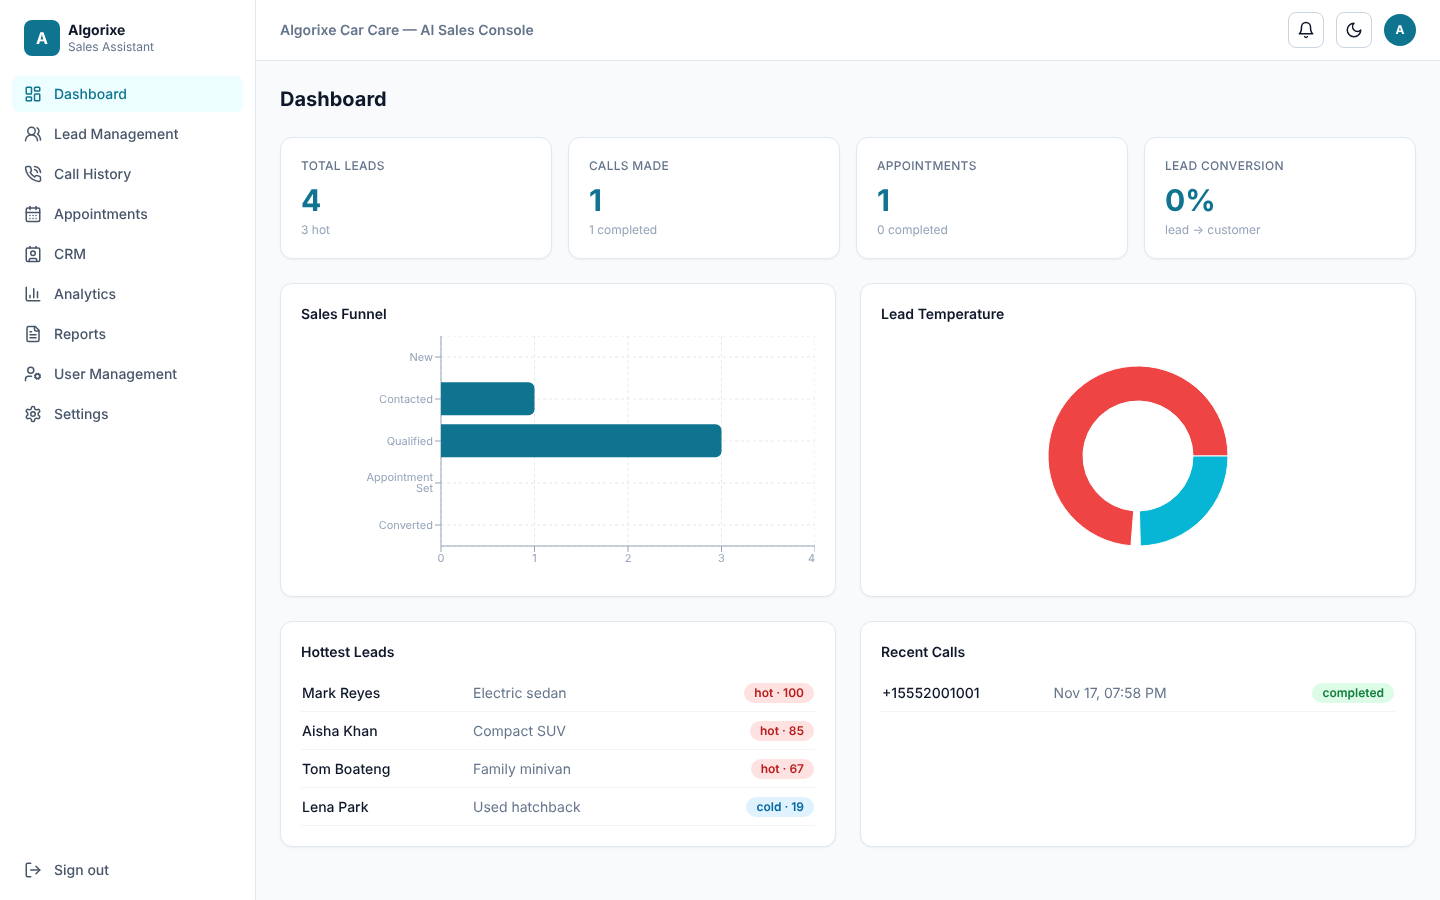 A
Algorixe
Sales Assistant
Dashboard
Lead Management
Call History
Appointments
CRM
Analytics
Reports
User Management
Settings
Sign out
Algorixe Car Care — AI Sales Console
A
Dashboard
TOTAL LEADS
4
3 hot
CALLS MADE
1
1 completed
APPOINTMENTS
1
0 completed
LEAD CONVERSION
0%
lead → customer
Sales Funnel
New
Contacted
Qualified
Appointment
Set
Converted
0 1 2 3 4
Lead Temperature
Hottest Leads
Mark Reyes Electric sedan hot · 100
Aisha Khan Compact SUV hot · 85
Tom Boateng Family minivan hot · 67
Lena Park Used hatchback cold · 19
Recent Calls
+15552001001 Nov 17, 07:58 PM completed